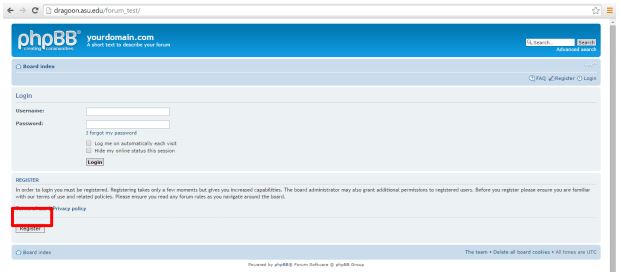 dragoon.asu.edu/forum_test/
phpBB®
creating communities
yourdomain.com
A short text to describe your forum
Search… Search
Advanced search
Board index
FAQ Register Login
Login
Username:
Password:
I forgot my password
Log me on automatically each visit
Hide my online status this session
Login
REGISTER
In order to login you must be registered. Registering takes only a few moments but gives you increased capabilities. The board administrator may also grant additional permissions to registered users. Before you register please ensure you are familiar
with our terms of use and related policies. Please ensure you read any forum rules as you navigate around the board.
Privacy policy
Register
Board index The team • Delete all board cookies • All times are UTC
Powered by phpBB® Forum Software © phpBB Group